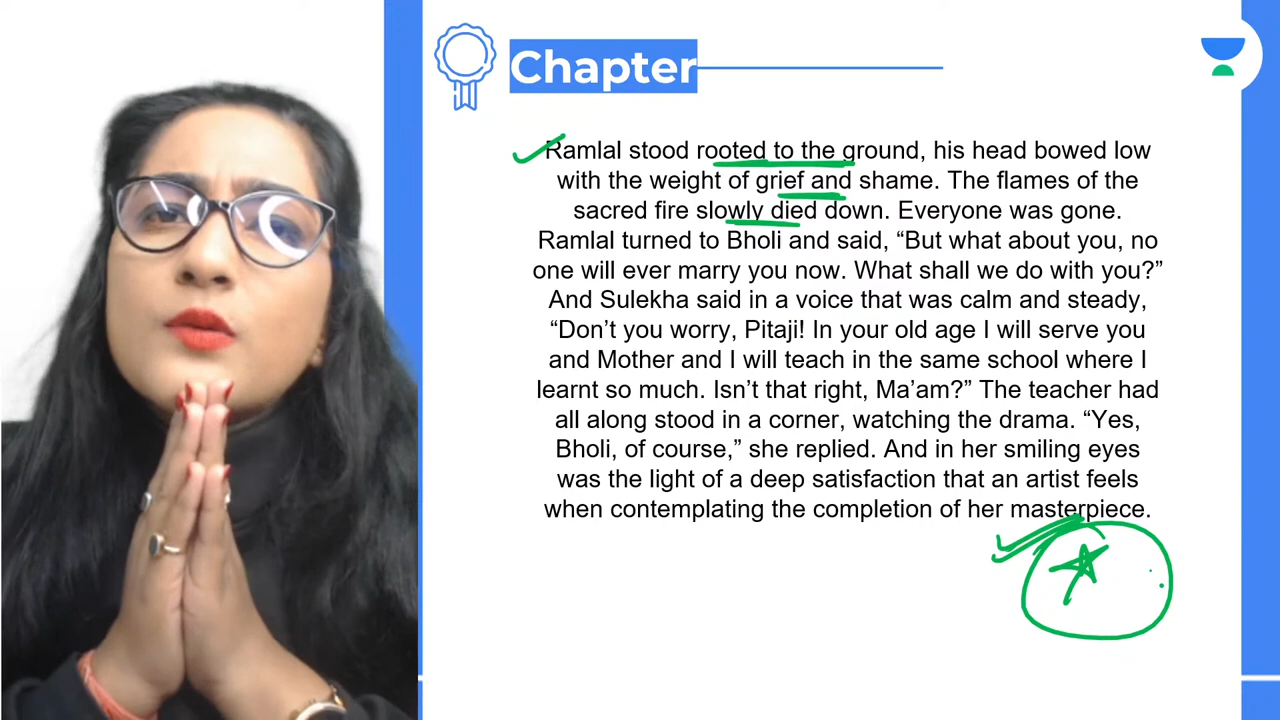 Chapter
Ramlal stood rooted to the ground, his head bowed low
with the weight of grief and shame. The flames of the
sacred fire slowly died down. Everyone was gone.
Ramlal turned to Bholi and said, “But what about you, no
one will ever marry you now. What shall we do with you?”
And Sulekha said in a voice that was calm and steady,
“Don’t you worry, Pitaji! In your old age I will serve you
and Mother and I will teach in the same school where I
learnt so much. Isn’t that right, Ma’am?” The teacher had
all along stood in a corner, watching the drama. “Yes,
Bholi, of course,” she replied. And in her smiling eyes
was the light of a deep satisfaction that an artist feels
when contemplating the completion of her masterpiece.